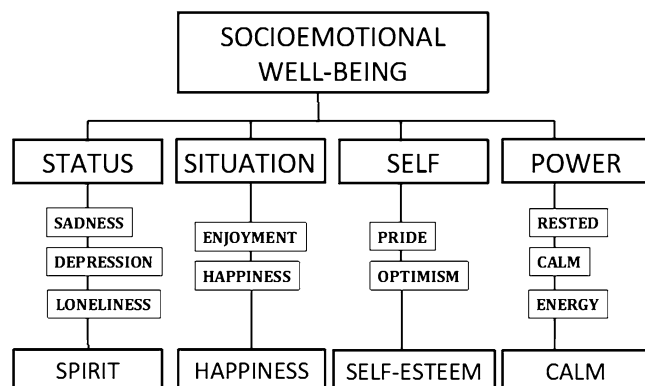 SOCIOEMOTIONAL
WELL-BEING
STATUS
SITUATION
SELF
POWER
SADNESS
DEPRESSION
LONELINESS
ENJOYMENT
HAPPINESS
PRIDE
OPTIMISM
RESTED
CALM
ENERGY
SPIRIT
HAPPINESS
SELF-ESTEEM
CALM